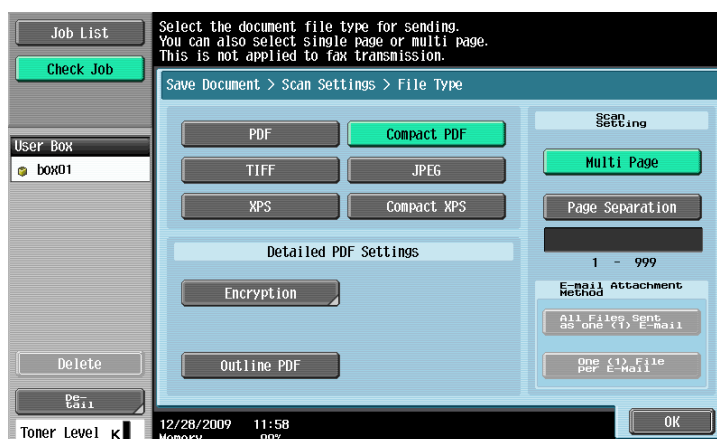 Job List
Check Job
Select the document file type for sending.
You can also select single page or multi page.
This is not applied to fax transmission.
Save Document > Scan Settings > File Type
User Box
box01
PDF
Compact PDF
TIFF
JPEG
XPS
Compact XPS
Detailed PDF Settings
Encryption
Outline PDF
Scan
Setting
Multi Page
Page Separation
1 - 999
E-mail Attachment
Method
All Files Sent
as one (1) E-mail
One (1) File
per E-Mail
Delete
De-
tail
Toner Level K
12/28/2009 11:58
Memory 99%
OK